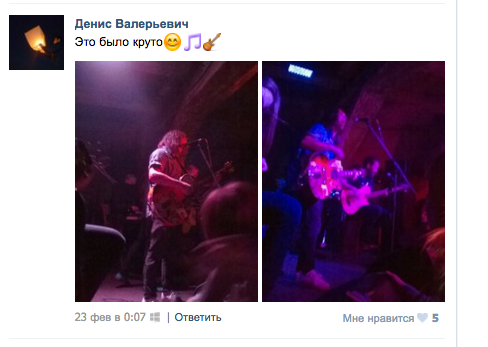 Денис Валерьевич
Это было круто😊🎵🎸
23 фев в 0:07 | Ответить
Мне нравится 5